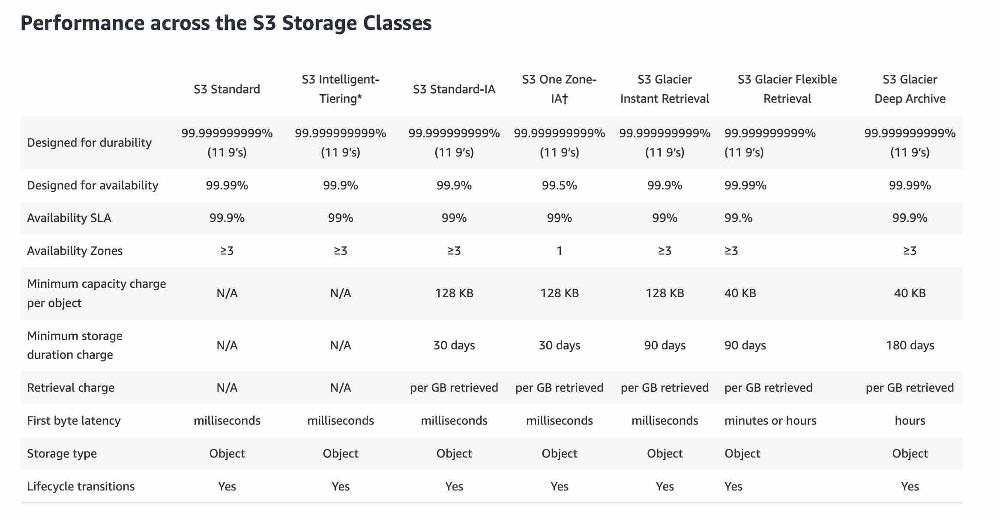 Performance across the S3 Storage Classes
S3 Standard S3 Intelligent-Tiering* S3 Standard-IA S3 One Zone-IA† S3 Glacier Instant Retrieval S3 Glacier Flexible Retrieval S3 Glacier Deep Archive
Designed for durability 99.999999999% (11 9’s) 99.999999999% (11 9’s) 99.999999999% (11 9’s) 99.999999999% (11 9’s) 99.999999999% (11 9’s) 99.999999999% (11 9’s) 99.999999999% (11 9’s)
Designed for availability 99.99% 99.9% 99.9% 99.5% 99.9% 99.99% 99.99%
Availability SLA 99.9% 99% 99% 99% 99% 99.% 99.9%
Availability Zones ≥3 ≥3 ≥3 1 ≥3 ≥3 ≥3
Minimum capacity charge per object N/A N/A 128 KB 128 KB 128 KB 40 KB 40 KB
Minimum storage duration charge N/A N/A 30 days 30 days 90 days 90 days 180 days
Retrieval charge N/A N/A per GB retrieved per GB retrieved per GB retrieved per GB retrieved per GB retrieved
First byte latency milliseconds milliseconds milliseconds milliseconds milliseconds minutes or hours hours
Storage type Object Object Object Object Object Object Object
Lifecycle transitions Yes Yes Yes Yes Yes Yes Yes